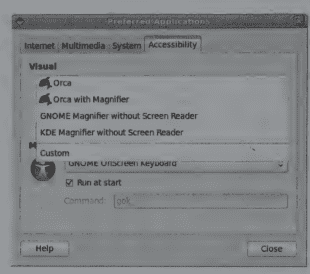 Preferred Applications
Internet Multimedia System Accessibility
Visual
Orca
Orca with Magnifier
GNOME Magnifier without Screen Reader
KDE Magnifier without Screen Reader
Custom
GNOME OnScreen Keyboard
Run at start
Command: gok
Help Close